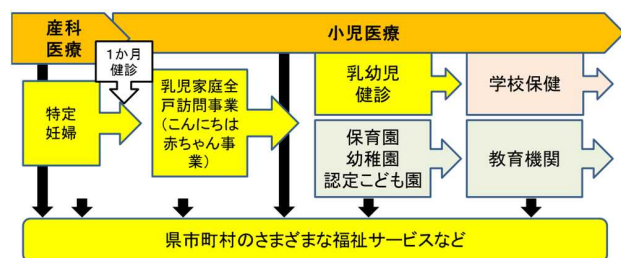 産科
医療
小児医療
1か月
健診
特定
妊婦
乳児家庭全
戸訪問事業
(こんにちは
赤ちゃん事
業)
乳幼児
健診
学校保健
保育園
幼稚園
認定こども園
教育機関
県市町村のさまざまな福祉サービスなど